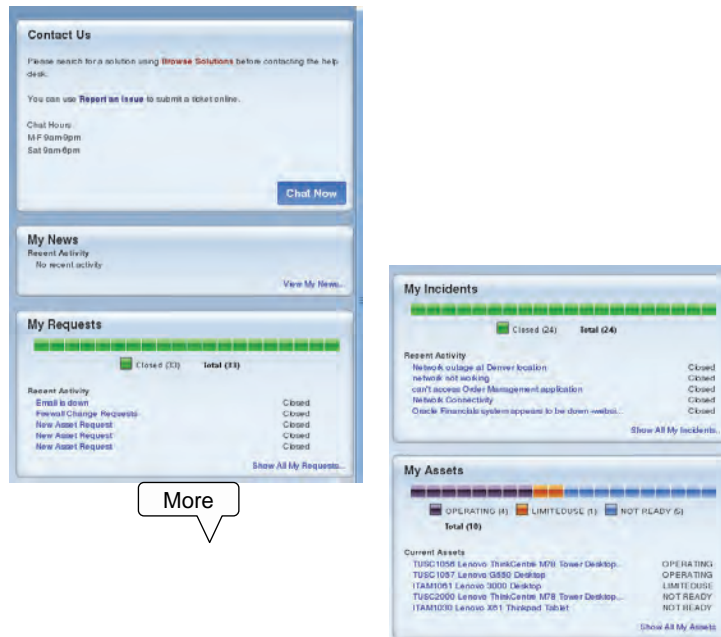 Contact Us
Please search for a solution using Browse Solutions before contacting the help
desk.
You can use Report an Issue to submit a ticket online.
Chat Hours
M-F 9am-9pm
Sat 9am-6pm
Chat Now
My News
Recent Activity
No recent activity
View My News...
My Requests
Closed (33) Total (33)
Recent Activity
Email is down Closed
Firewall Change Requests Closed
New Asset Request Closed
New Asset Request Closed
New Asset Request Closed
Show All My Requests...
More
My Incidents
Closed (24) Total (24)
Recent Activity
Network outage at Denver location Closed
network not working Closed
can't access Order Management application Closed
Network Connectivity Closed
Oracle Financials system appears to be down -websi... Closed
Show All My Incidents...
My Assets
OPERATING (4) LIMITEDUSE (1) NOT READY (5)
Total (10)
Current Assets
TUSC1056 Lenovo ThinkCentre M78 Tower Desktop... OPERATING
TUSC1057 Lenovo G550 Desktop OPERATING
ITAM1051 Lenovo 3000 Desktop LIMITEDUSE
TUSC2000 Lenovo ThinkCentre M78 Tower Desktop... NOT READY
ITAM1030 Lenovo X61 Thinkpad Tablet NOT READY
Show All My Assets